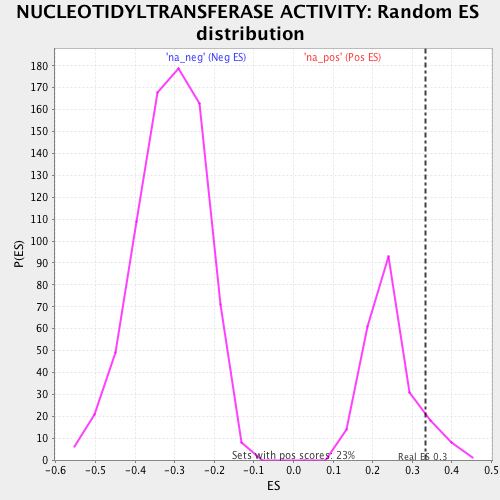 NUCLEOTIDYLTRANSFERASE ACTIVITY: Random ES
distribution
'na_neg' (Neg ES)
'na_pos' (Pos ES)
180
170
160
150
140
130
120
110
100
90
80
70
60
50
40
30
20
10
0
P(ES)
Sets with pos scores: 23%
Real ES 0.3
-0.6 -0.5 -0.4 -0.3 -0.2 -0.1 0.0 0.1 0.2 0.3 0.4 0.5
ES